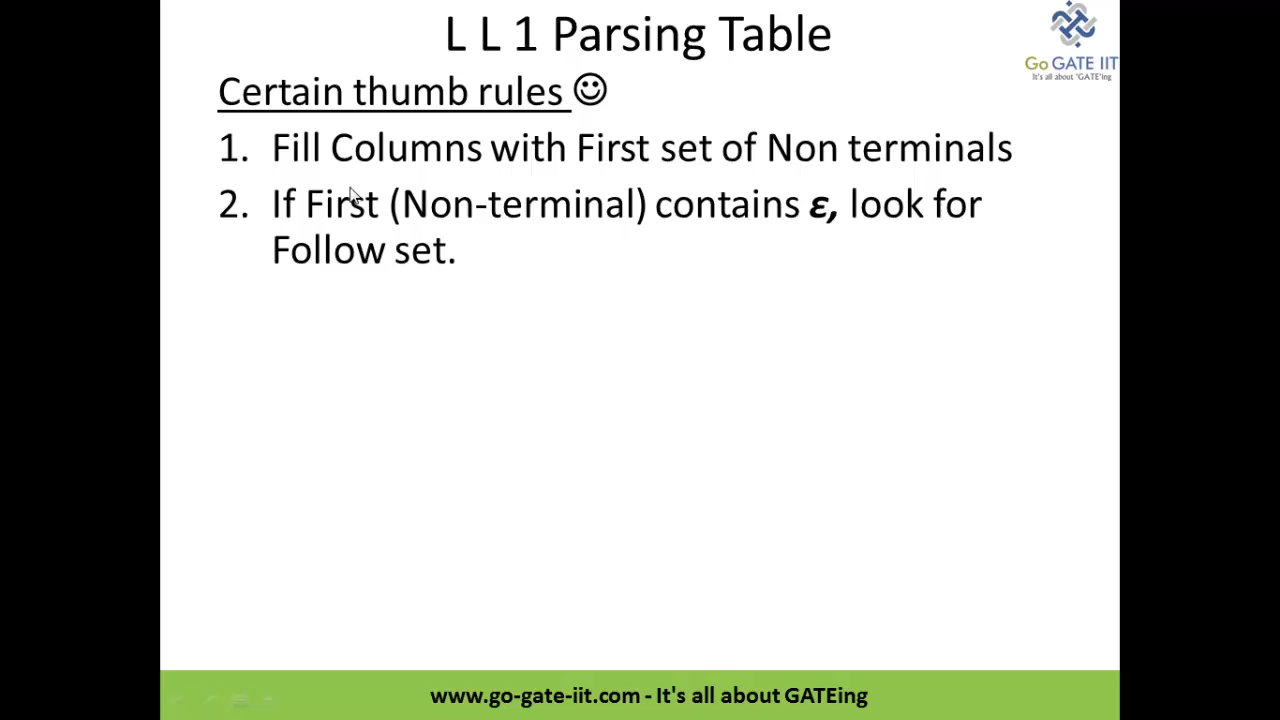 L L 1 Parsing Table
Go GATE IIT
It's all about 'GATE'ing
Certain thumb rules ☺
1. Fill Columns with First set of Non terminals
2. If First (Non-terminal) contains ε, look for
Follow set.
www.go-gate-iit.com - It's all about GATEing